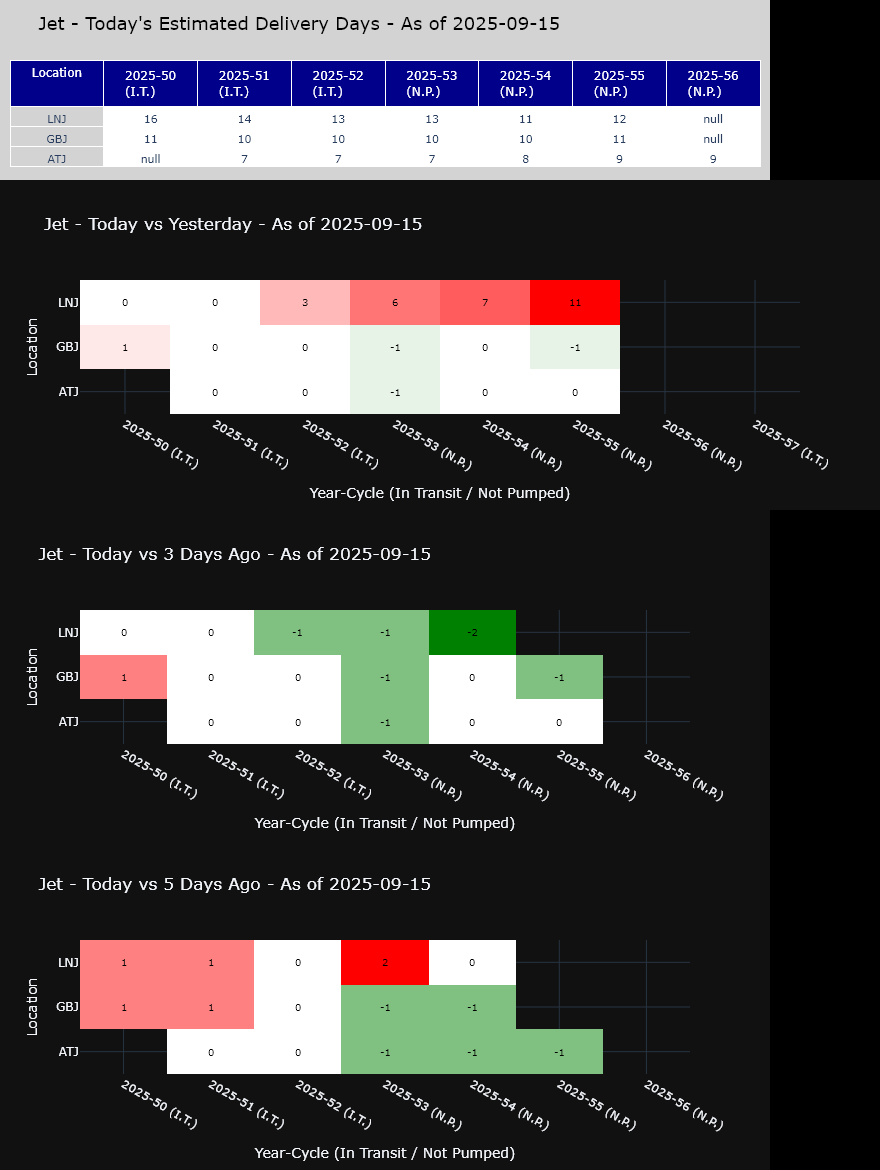 Jet - Today's Estimated Delivery Days - As of 2025-09-15
Location 2025-50 (I.T.) 2025-51 (I.T.) 2025-52 (I.T.) 2025-53 (N.P.) 2025-54 (N.P.) 2025-55 (N.P.) 2025-56 (N.P.)
LNJ 16 14 13 13 11 12 null
GBJ 11 10 10 10 10 11 null
ATJ null 7 7 7 8 9 9
Jet - Today vs Yesterday - As of 2025-09-15
Location
LNJ 0 0 3 6 7 11
GBJ 1 0 0 -1 0 -1
ATJ 0 0 -1 0 0
2025-50 (I.T.) 2025-51 (I.T.) 2025-52 (I.T.) 2025-53 (N.P.) 2025-54 (N.P.) 2025-55 (N.P.) 2025-56 (N.P.) 2025-57 (I.T.)
Year-Cycle (In Transit / Not Pumped)
Jet - Today vs 3 Days Ago - As of 2025-09-15
Location
LNJ 0 0 -1 -1 -2
GBJ 1 0 0 -1 0 -1
ATJ 0 0 -1 0 0
2025-50 (I.T.) 2025-51 (I.T.) 2025-52 (I.T.) 2025-53 (N.P.) 2025-54 (N.P.) 2025-55 (N.P.) 2025-56 (N.P.)
Year-Cycle (In Transit / Not Pumped)
Jet - Today vs 5 Days Ago - As of 2025-09-15
Location
LNJ 1 1 0 2 0
GBJ 1 1 0 -1 -1
ATJ 0 0 -1 -1 -1
2025-50 (I.T.) 2025-51 (I.T.) 2025-52 (I.T.) 2025-53 (N.P.) 2025-54 (N.P.) 2025-55 (N.P.) 2025-56 (N.P.)
Year-Cycle (In Transit / Not Pumped)